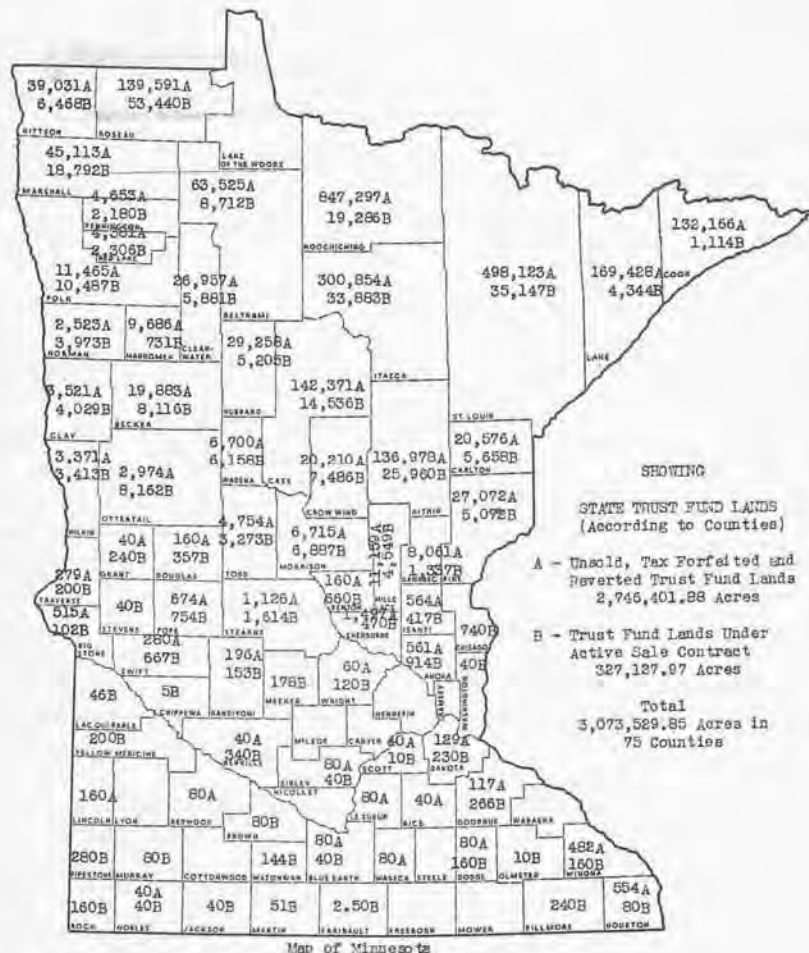 39,031A
6,468B
KITTSON
139,591A
53,440B
ROSEAU
LAKE
OF THE WOODS
45,113A
18,792B
MARSHALL
63,525A
8,712B
BELTRAMI
847,297A
19,286B
KOOCHICHING
4,653A
2,180B
PENNINGTON
2,306B
RED LAKE
11,465A
10,487B
POLK
26,957A
5,881B
CLEAR-
WATER
300,854A
33,883B
ITASCA
498,123A
35,147B
ST. LOUIS
169,428A
4,344B
LAKE
132,166A
1,114B
COOK
2,523A
3,973B
NORMAN
9,686A
731B
MAHNOMEN
29,258A
5,205B
HUBBARD
142,371A
14,536B
CASS
3,521A
4,029B
CLAY
19,883A
8,116B
BECKER
3,371A
3,413B
WILKIN
2,974A
8,162B
OTTERTAIL
6,700A
6,158B
WADENA
20,210A
7,486B
CROW WING
136,978A
25,960B
AITKIN
20,576A
5,658B
CARLTON
27,072A
5,072B
PINE
4,754A
3,273B
TODD
6,715A
6,887B
MORRISON
11,159A
4,549B
MILLE
LACS
8,061A
1,337B
KANABEC
40A
240B
GRANT
160A
357B
DOUGLAS
279A
200B
TRAVERSE
515A
102B
BIG
STONE
40B
STEVENS
674A
754B
POPE
1,126A
1,614B
STEARNS
160A
660B
BENTON
470B
SHERBURNE
564A
417B
ISANTI
740B
CHISAGO
280A
667B
SWIFT
196A
153B
KANDIYOHI
178B
MEEKER
60A
120B
WRIGHT
561A
914B
ANOKA
40B
WASHINGTON
RAMSEY
HENNEPIN
46B
LAC QUI PARLE
5B
CHIPPEWA
200B
YELLOW MEDICINE
40A
340B
RENVILLE
MCLEOD
CARVER
80A
40B
SIBLEY
40A
10B
SCOTT
129A
230B
DAKOTA
160A
LINCOLN
LYON
80A
REDWOOD
80B
BROWN
NICOLLET
80A
LE SUEUR
40A
RICE
117A
266B
GOODHUE
WABASHA
280B
PIPESTONE
80B
MURRAY
COTTONWOOD
144B
WATONWAN
80A
40B
BLUE EARTH
80A
WASECA
STEELE
80A
160B
DODGE
10B
OLMSTED
482A
160B
WINONA
160B
ROCK
40A
40B
NOBLES
40B
JACKSON
51B
MARTIN
2.50B
FARIBAULT
FREEBORN
MOWER
240B
FILLMORE
554A
80B
HOUSTON
Map of Minnesota
SHOWING
STATE TRUST FUND LANDS
(According to Counties)
A - Unsold, Tax Forfeited and
Reverted Trust Fund Lands
2,746,401.88 Acres
B - Trust Fund Lands Under
Active Sale Contract
327,127.97 Acres
Total
3,073,529.85 Acres in
75 Counties